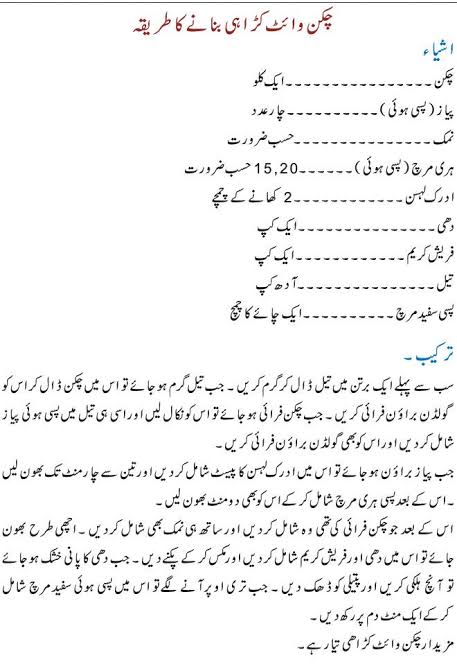 چکن وائٹ کڑاہی بنانے کا طریقہ
اشیاء
چکن ۔۔۔۔۔۔۔۔۔۔۔۔۔۔۔۔ایک کلو
پیاز (پسی ہوئی )۔۔۔۔۔۔۔۔۔۔چار عدد
نمک ۔۔۔۔۔۔۔۔۔۔۔۔۔۔۔حسب ضرورت
ہری مرچ (پسی ہوئی )۔۔۔۔۔۔15,20 حسب ضرورت
ادرک لہسن ۔۔۔۔۔۔۔۔۔۔۔۔2 کھانے کے چمچے
دھی ۔۔۔۔۔۔۔۔۔۔۔۔۔۔۔ایک کپ
فریش کریم ۔۔۔۔۔۔۔۔۔۔۔۔ایک کپ
تیل ۔۔۔۔۔۔۔۔۔۔۔۔۔۔۔آدھ کپ
پسی سفید مرچ ۔۔۔۔۔۔۔۔۔۔ایک چائے کا چمچ
ترکیب ۔
سب سے پہلے ایک برتن میں تیل ڈال کر گرم کریں ۔ جب تیل گرم ہو جائے تو اس میں چکن ڈال کر اس کو
گولڈن براؤن فرائی کریں ۔ جب چکن فرائی ہو جائے تو اس کو نکال لیں اور اسی ہی تیل میں پسی ہوئی پیاز
شامل کر دیں اور اس کو بھی گولڈن براؤن فرائی کریں ۔
جب پیاز براؤن ہو جائے تو اس میں ادرک لہسن کا پیسٹ شامل کر دیں اور تین سے چار منٹ تک بھون لیں
۔ اس کے بعد پسی ہری مرچ شامل کر کے اس کو بھی دو منٹ بھون لیں ۔
اس کے بعد جو چکن فرائی کی تھی وہ شامل کر دیں اور ساتھ ہی نمک بھی شامل کر دیں ۔ اچھی طرح بھون
جائے تو اس میں دھی اور فریش کریم شامل کر دیں اور مکس کر کے پکنے دیں ۔ جب دھی کا پانی خشک ہو جائے
تو آنچ ہلکی کریں اور پتیلی کو ڈھک دیں ۔ جب تری اوپر آنے لگے تو اس میں پسی ہوئی سفید مرچ شامل
کر کے ایک منٹ دم پر رکھ دیں ۔
مزیدار چکن وائٹ کڑاھی تیار ہے ۔